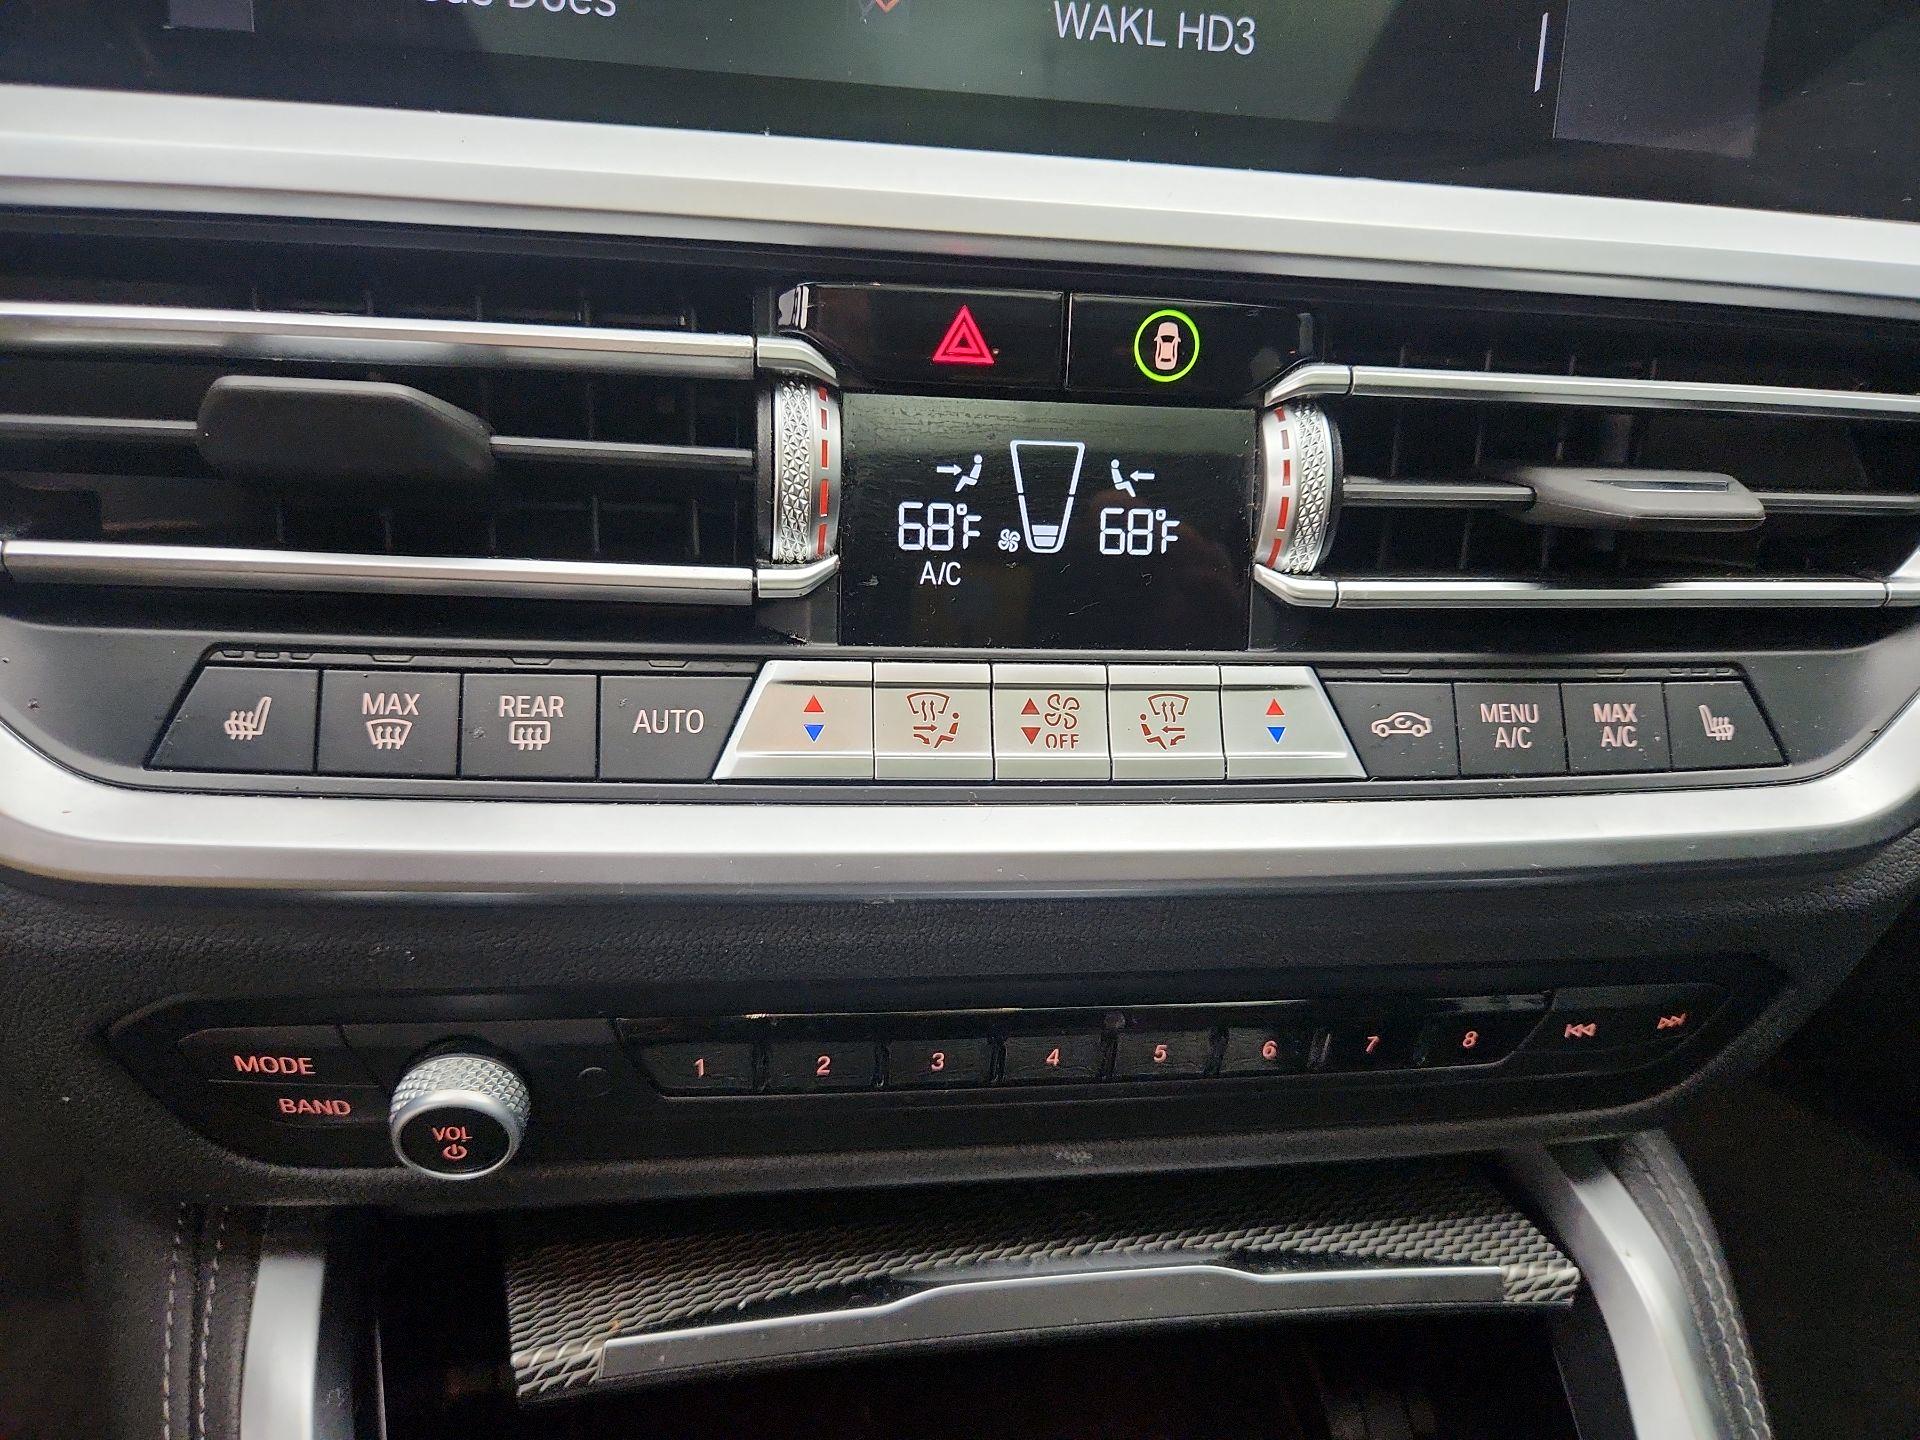 Does
WAKL HD3
68°F
68°F
A/C
MAX
REAR
AUTO
OFF
MENU
A/C
MAX
A/C
MODE
BAND
VOL
1 2 3 4 5 6 7 8